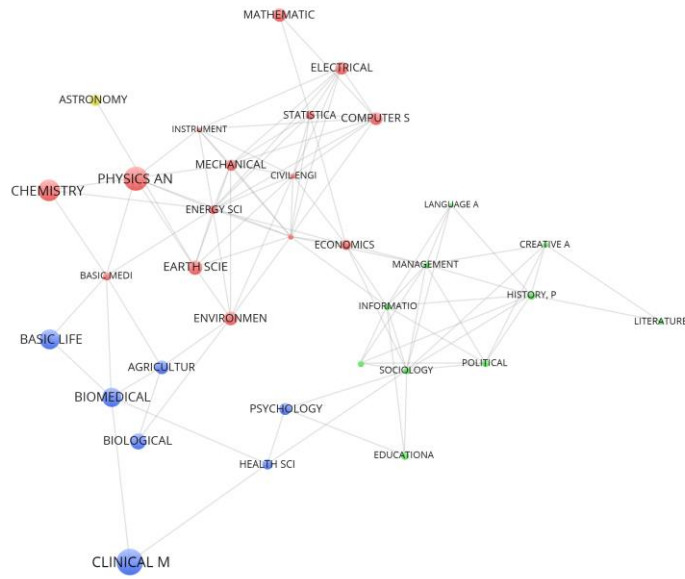 MATHEMATIC
ELECTRICAL
ASTRONOMY
STATISTICA
COMPUTER S
INSTRUMENT
MECHANICAL
CIVIL ENGI
PHYSICS AN
CHEMISTRY
LANGUAGE A
ENERGY SCI
ECONOMICS
CREATIVE A
MANAGEMENT
EARTH SCIE
BASIC MEDI
HISTORY, P
INFORMATIO
ENVIRONMEN
LITERATURE
BASIC LIFE
AGRICULTUR
SOCIOLOGY
POLITICAL
BIOMEDICAL
PSYCHOLOGY
BIOLOGICAL
EDUCATIONA
HEALTH SCI
CLINICAL M